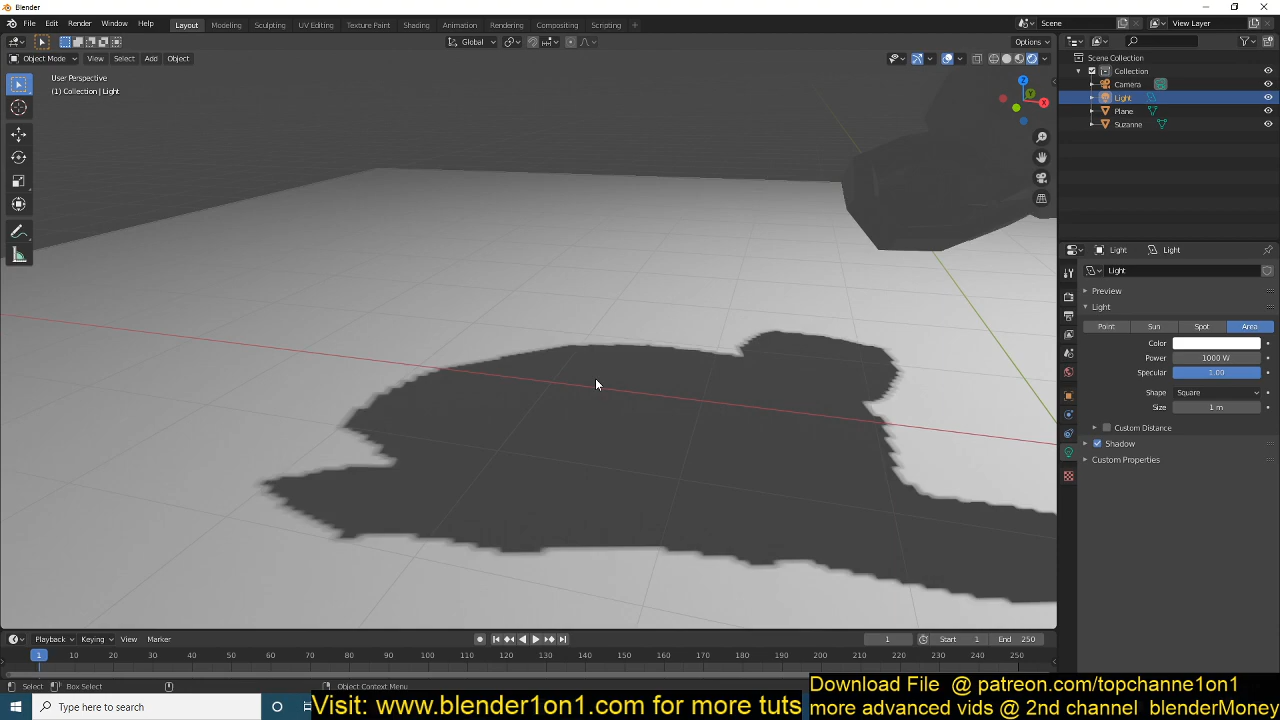 Blender
File Edit Render Window Help Layout Modeling Sculpting UV Editing Texture Paint Shading Animation Rendering Compositing Scripting + Scene View Layer
Global Options
Object Mode View Select Add Object
User Perspective
(1) Collection | Light
Z
Y
X
Scene Collection
Collection
Camera
Light
Plane
Suzanne
Light Light
Light
Preview
Light
Point Sun Spot Area
Color
Power 1000 W
Specular 1.00
Shape Square
Size 1 m
Custom Distance
Shadow
Custom Properties
Playback Keying View Marker 1 Start 1 End 250
1 10 20 30 40 50 60 70 80 90 100 110 120 130 140 150 160 170 180 190 200 210 220 230 240 250
Select Box Select Object Context Menu
Type here to search
Visit: www.blender1on1.com for more tuts
Download File @ patreon.com/topchanne1on1
more advanced vids @ 2nd channel blenderMoney